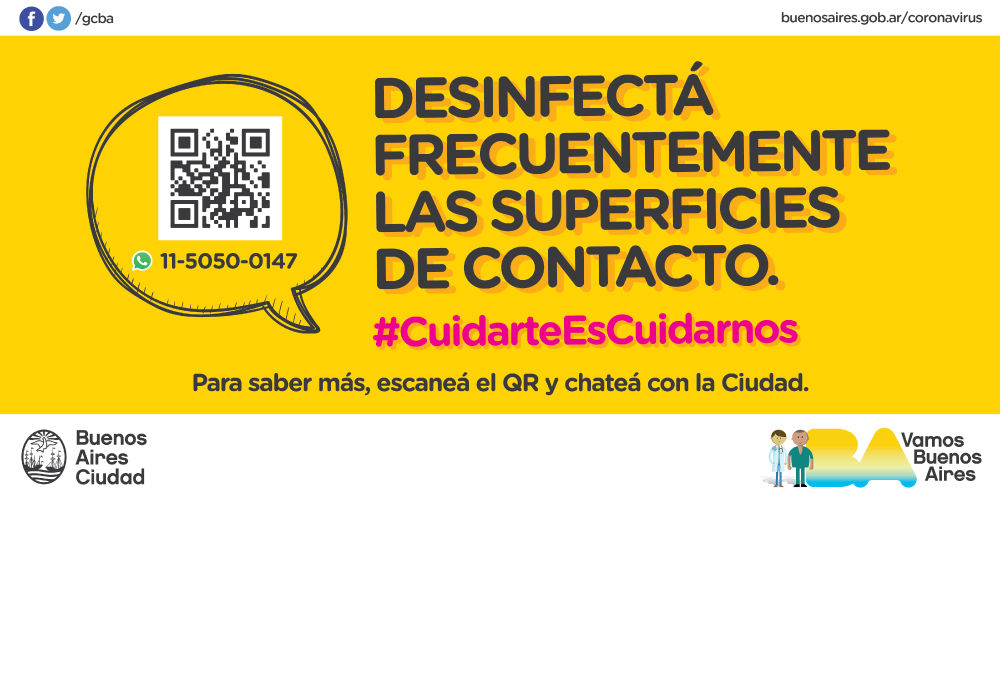 /gcba
buenosaires.gob.ar/coronavirus
DESINFECTÁ
FRECUENTEMENTE
LAS SUPERFICIES
DE CONTACTO.
11-5050-0147
#CuidarteEsCuidarnos
Para saber más, escaneá el QR y chateá con la Ciudad.
Buenos
Aires
Ciudad
BA
Vamos
Buenos
Aires